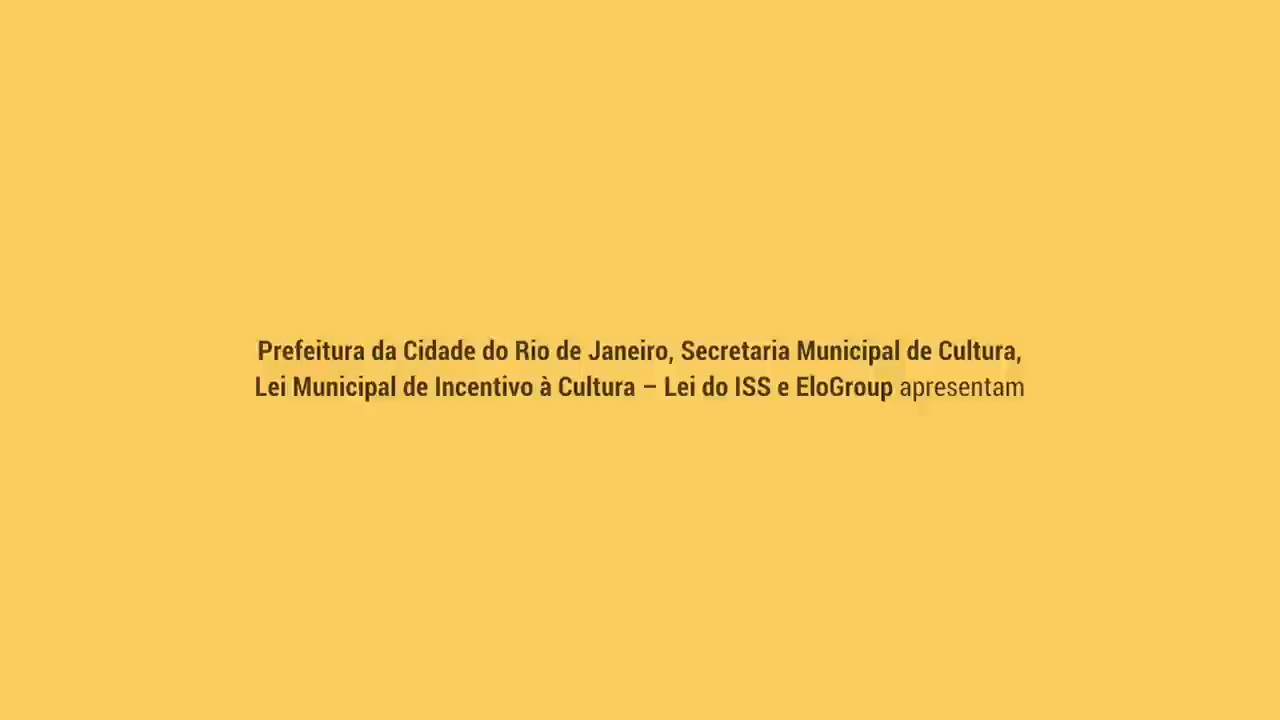 Prefeitura da Cidade do Rio de Janeiro, Secretaria Municipal de Cultura,
Lei Municipal de Incentivo à Cultura – Lei do ISS e EloGroup apresentam